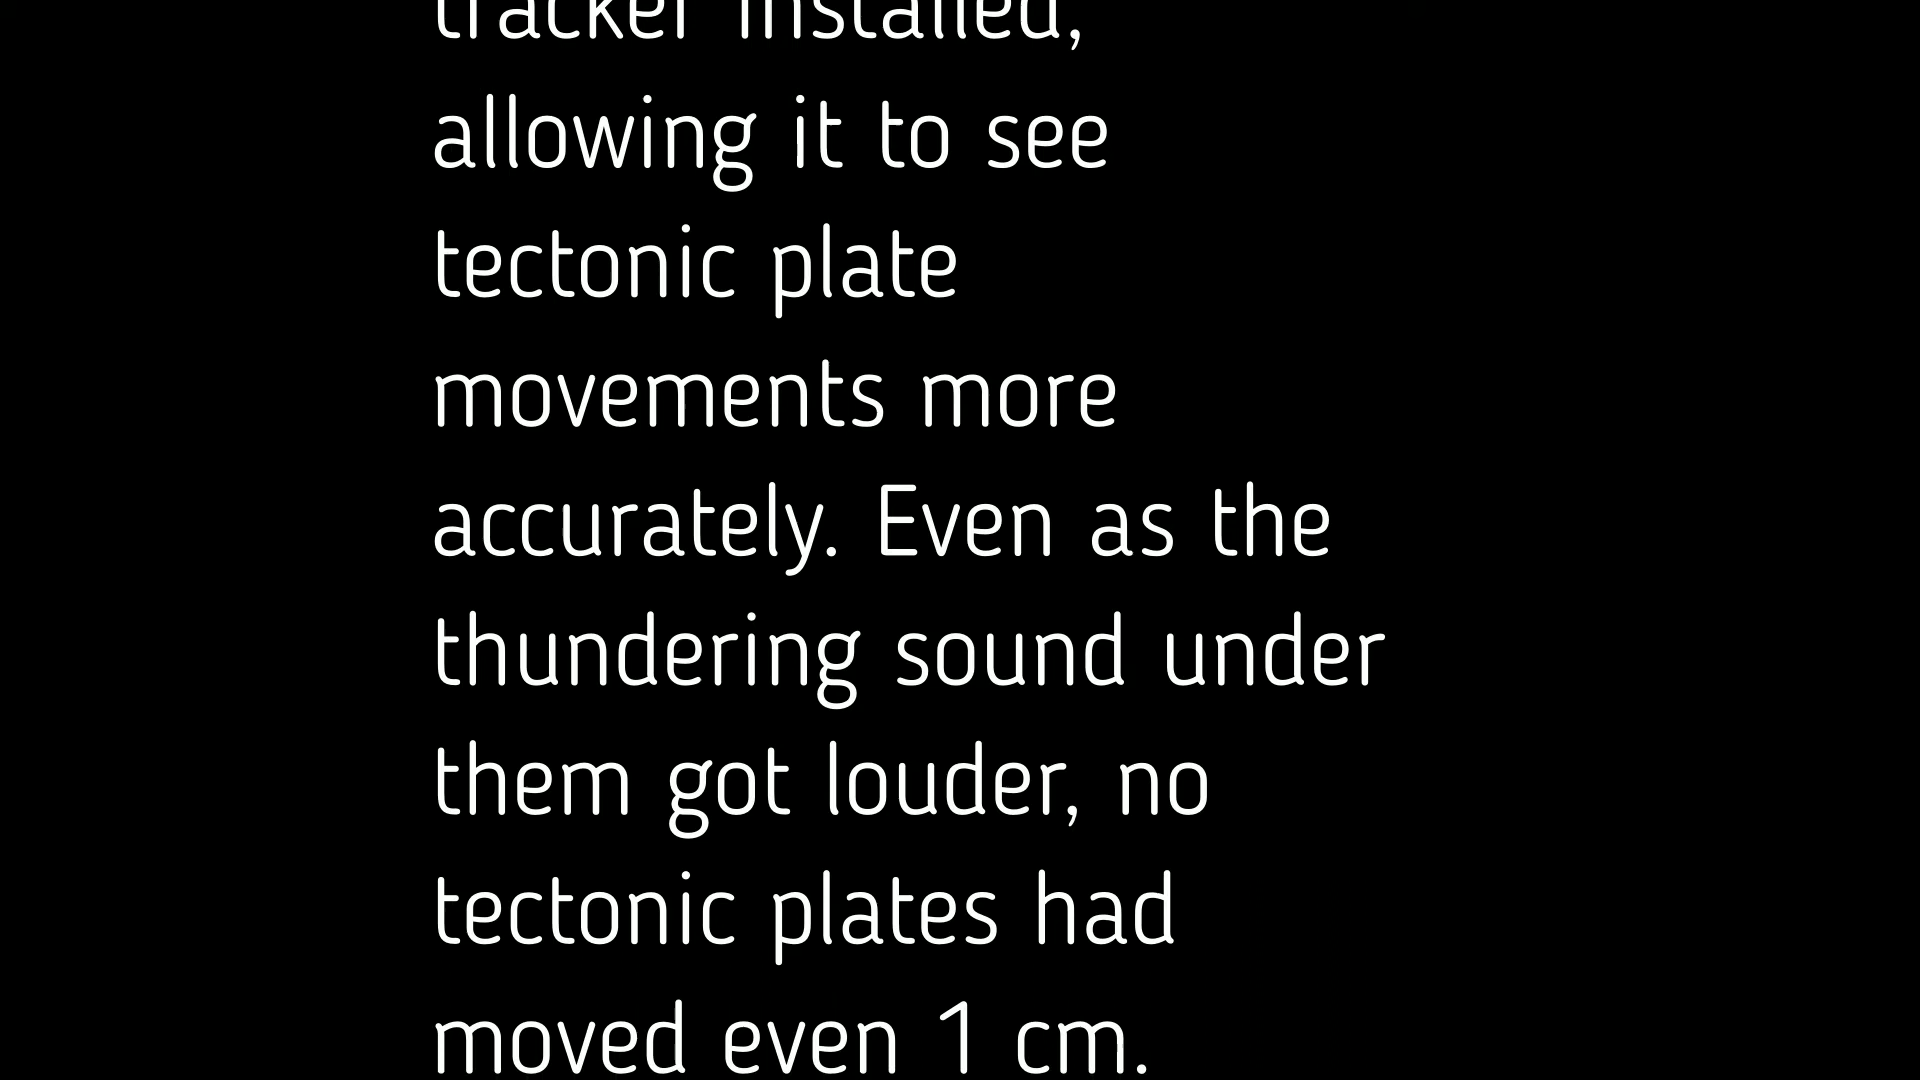 tracker installed,
allowing it to see
tectonic plate
movements more
accurately. Even as the
thundering sound under
them got louder, no
tectonic plates had
moved even 1 cm.